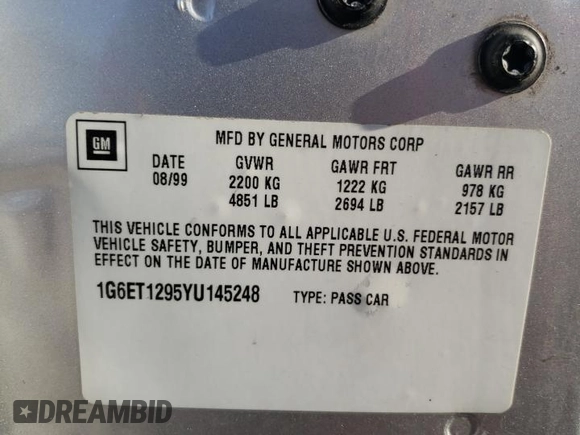 GM
MFD BY GENERAL MOTORS CORP
DATE GVWR GAWR FRT GAWR RR
08/99 2200 KG 1222 KG 978 KG
4851 LB 2694 LB 2157 LB
THIS VEHICLE CONFORMS TO ALL APPLICABLE U.S. FEDERAL MOTOR
VEHICLE SAFETY, BUMPER, AND THEFT PREVENTION STANDARDS IN
EFFECT ON THE DATE OF MANUFACTURE SHOWN ABOVE.
1G6ET1295YU145248 TYPE: PASS CAR
DREAMBID